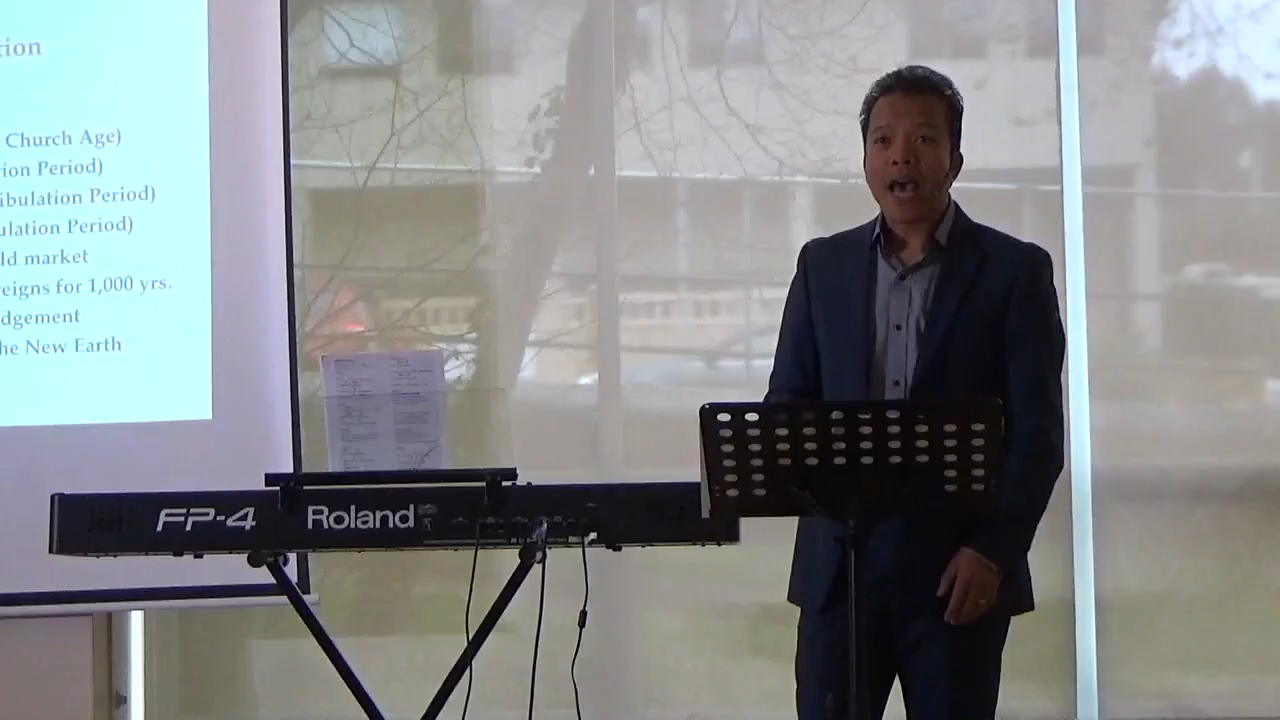 tion
Church Age)
ion Period)
ibulation Period)
ulation Period)
ld market
reigns for 1,000 yrs.
dgement
he New Earth
FP-4 Roland